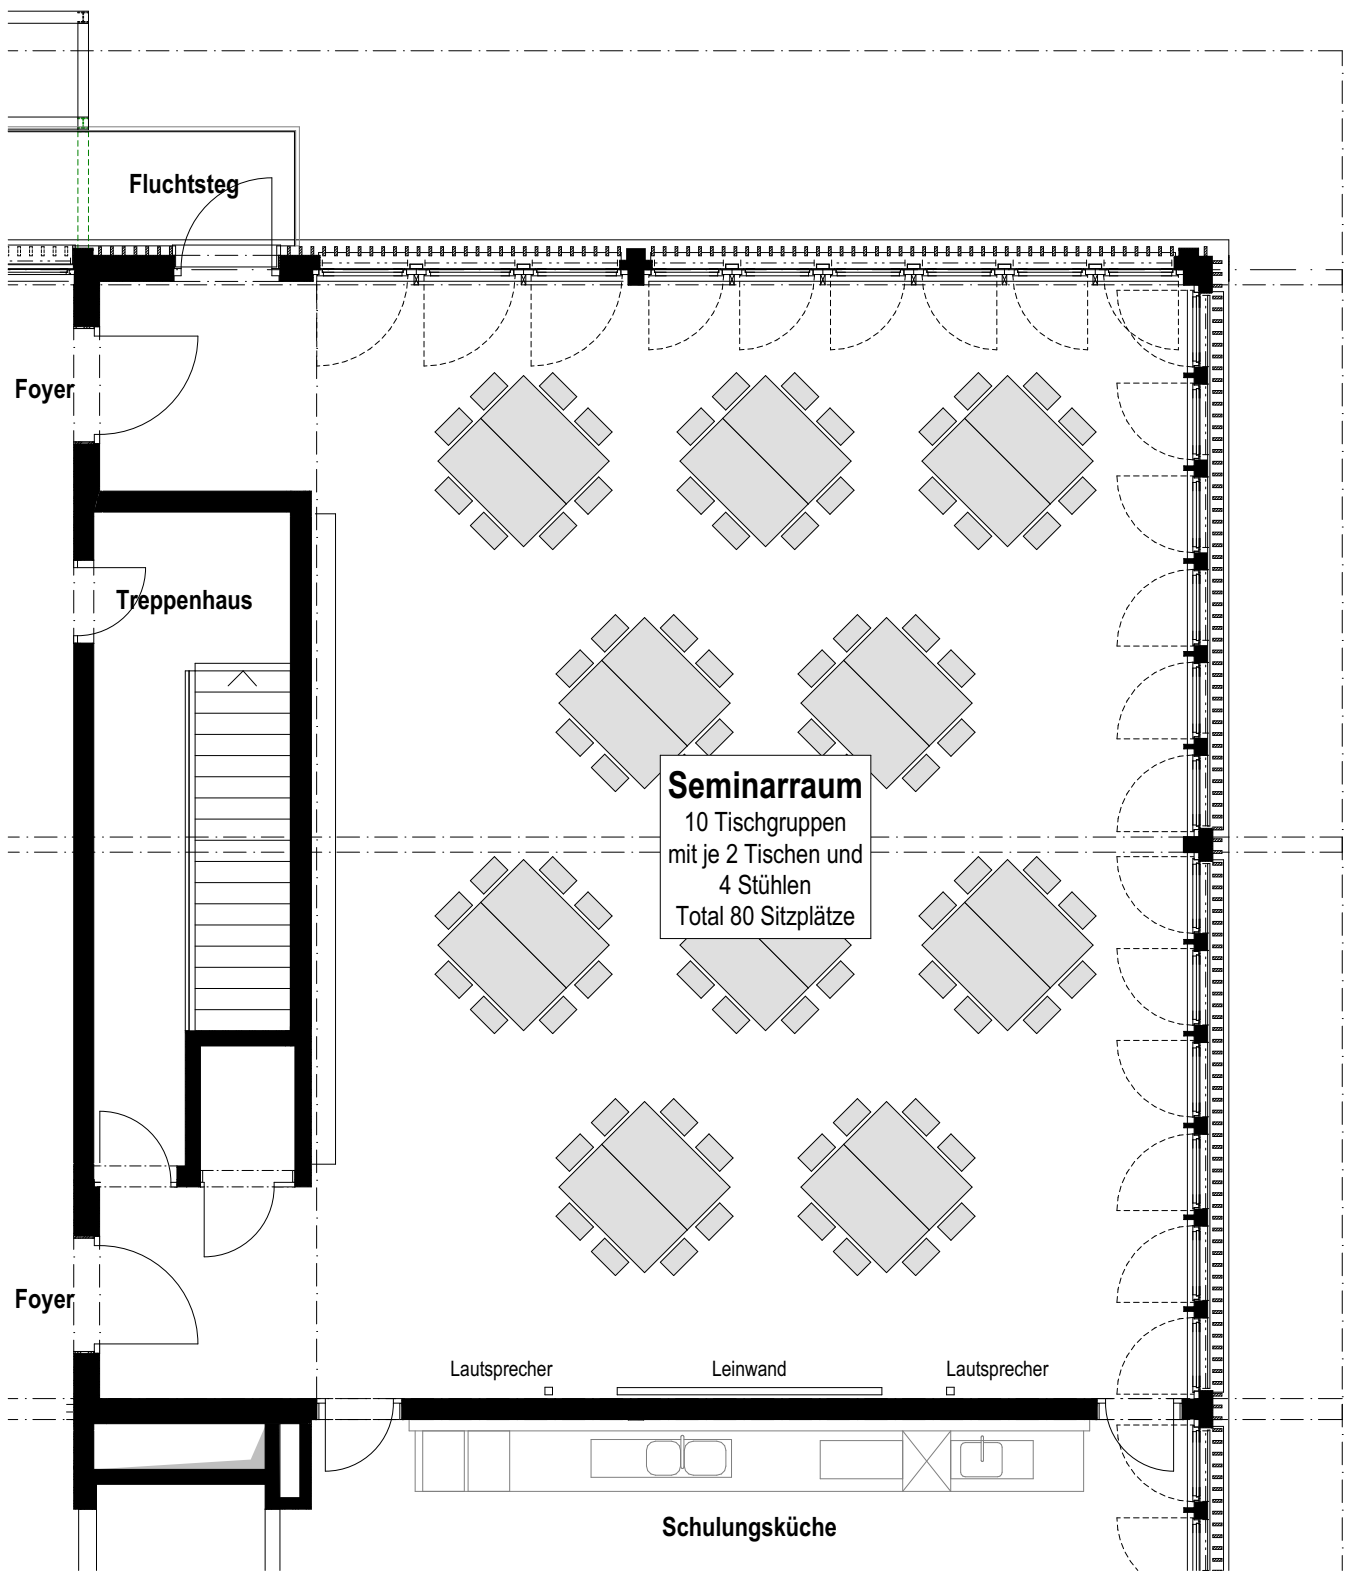 Fluchtsteg
Foyer
Treppenhaus
Seminarraum
10 Tischgruppen
mit je 2 Tischen und
4 Stühlen
Total 80 Sitzplätze
Foyer
Lautsprecher
Leinwand
Lautsprecher
Schulungsküche